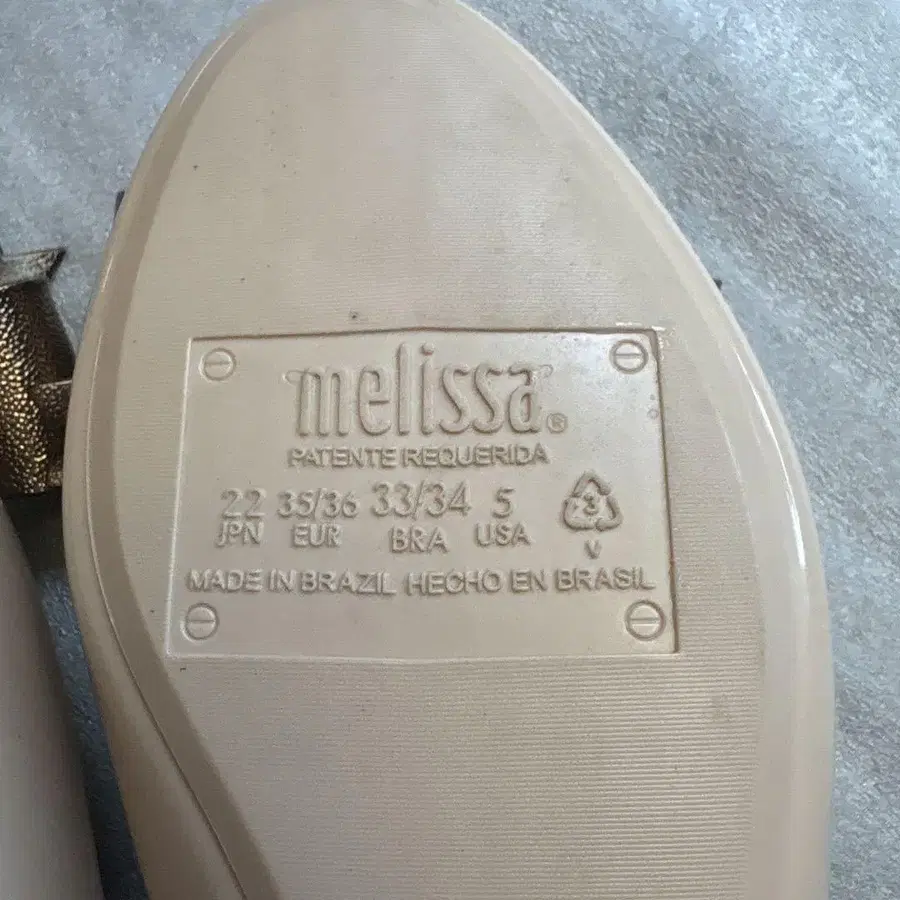 melissa®
PATENTE REQUERIDA
22 35/36 33/34 5 3
JPN EUR BRA USA V
MADE IN BRAZIL HECHO EN BRASIL